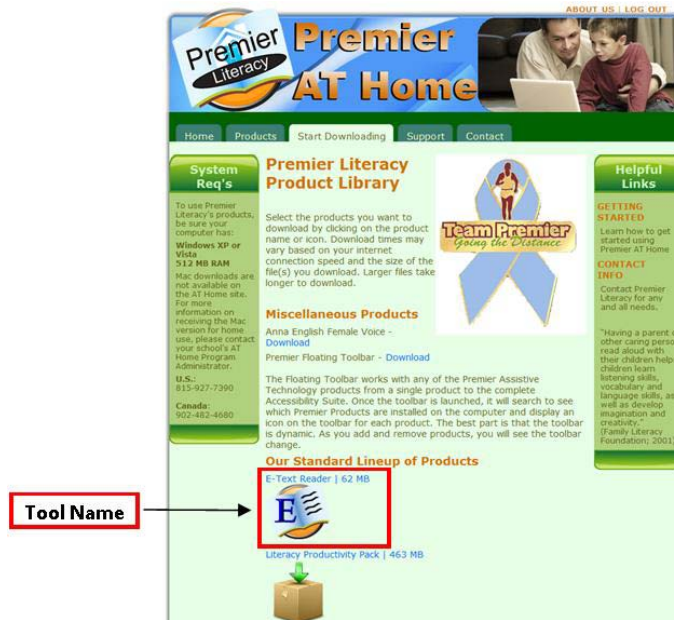 ABOUT US | LOG OUT
Premier
Literacy
Premier
AT Home
Home Products Start Downloading Support Contact
System
Req's
To use Premier
Literacy's products,
be sure your
computer has:
Windows XP or
Vista
512 MB RAM
Mac downloads are
not available on
the AT Home site.
For more
information on
receiving the Mac
version for home
use, please contact
your school's AT
Home Program
Administrator.
U.S.:
815-927-7390
Canada:
902-482-4680
Premier Literacy
Product Library
Select the products you want to
download by clicking on the product
name or icon. Download times may
vary based on your internet
connection speed and the size of the
file(s) you download. Larger files take
longer to download.
Team Premier
Going the Distance
Miscellaneous Products
Anna English Female Voice -
Download
Premier Floating Toolbar - Download
The Floating Toolbar works with any of the Premier Assistive
Technology products from a single product to the complete
Accessibility Suite. Once the toolbar is launched, it will search to see
which Premier Products are installed on the computer and display an
icon on the toolbar for each product. The best part is that the toolbar
is dynamic. As you add and remove products, you will see the toolbar
change.
Our Standard Lineup of Products
E-Text Reader | 62 MB
E
Tool Name
Literacy Productivity Pack | 463 MB
Helpful
Links
GETTING
STARTED
Learn how to get
started using
Premier AT Home
CONTACT
INFO
Contact Premier
Literacy for any
and all needs.
"Having a parent
other caring
read aloud with
their children
children learn
listening skills,
vocabulary and
language skills, as
well as develop
imagination and
creativity."
(Family Literacy
Foundation; 2001)